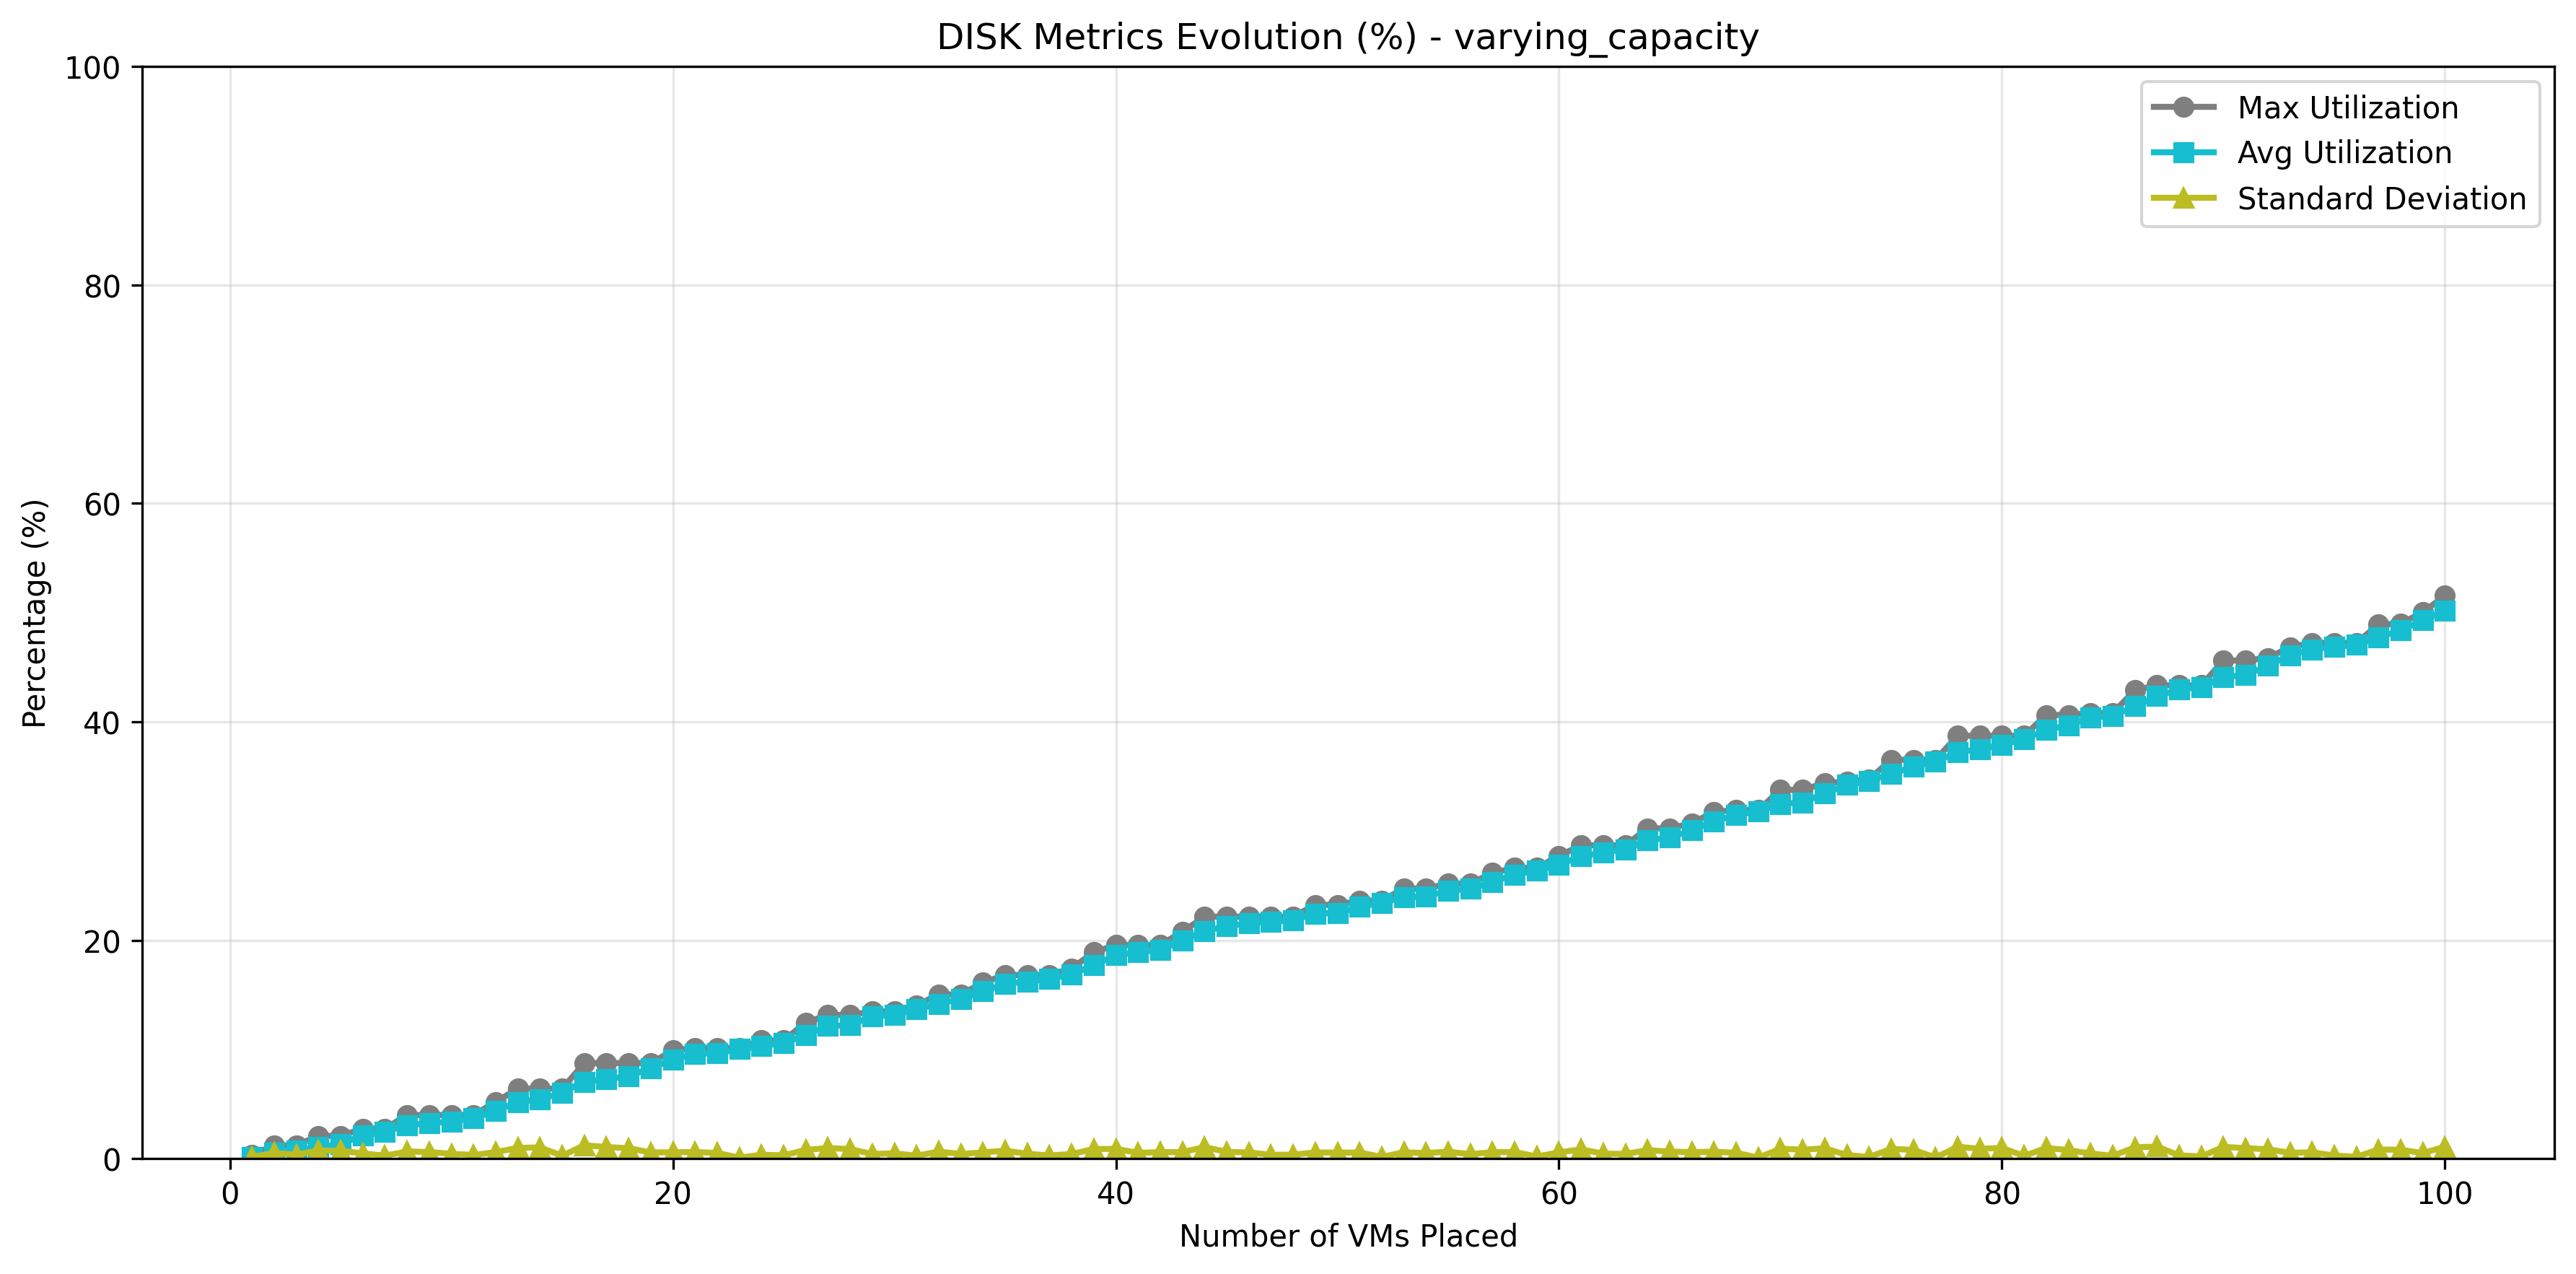 DISK Metrics Evolution (%) - varying_capacity
100
80
60
40
20
0
Percentage (%)
Max Utilization
Avg Utilization
Standard Deviation
0 20 40 60 80 100
Number of VMs Placed